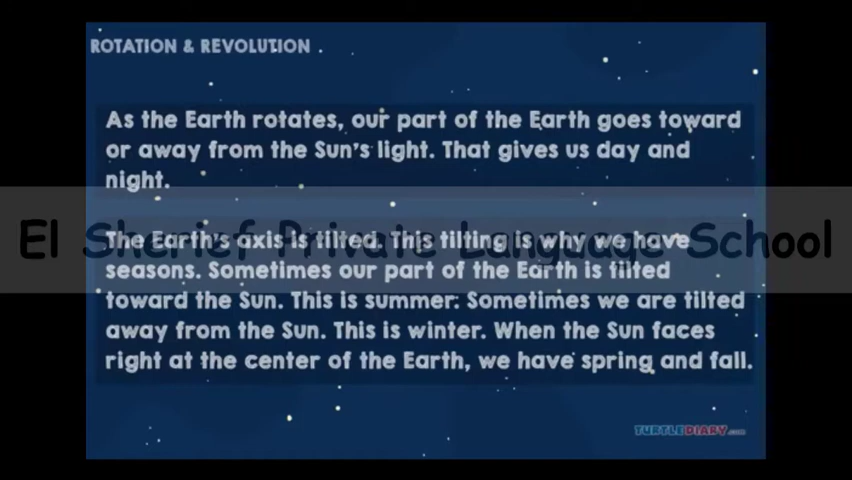 ROTATION & REVOLUTION
As the Earth rotates, our part of the Earth goes toward
or away from the Sun's light. That gives us day and
night.
El Sherief Private Language School
The Earth's axis is tilted. This tilting is why we have
seasons. Sometimes our part of the Earth is tilted
toward the Sun. This is summer. Sometimes we are tilted
away from the Sun. This is winter. When the Sun faces
right at the center of the Earth, we have spring and fall.
TURTLEDIARY.com